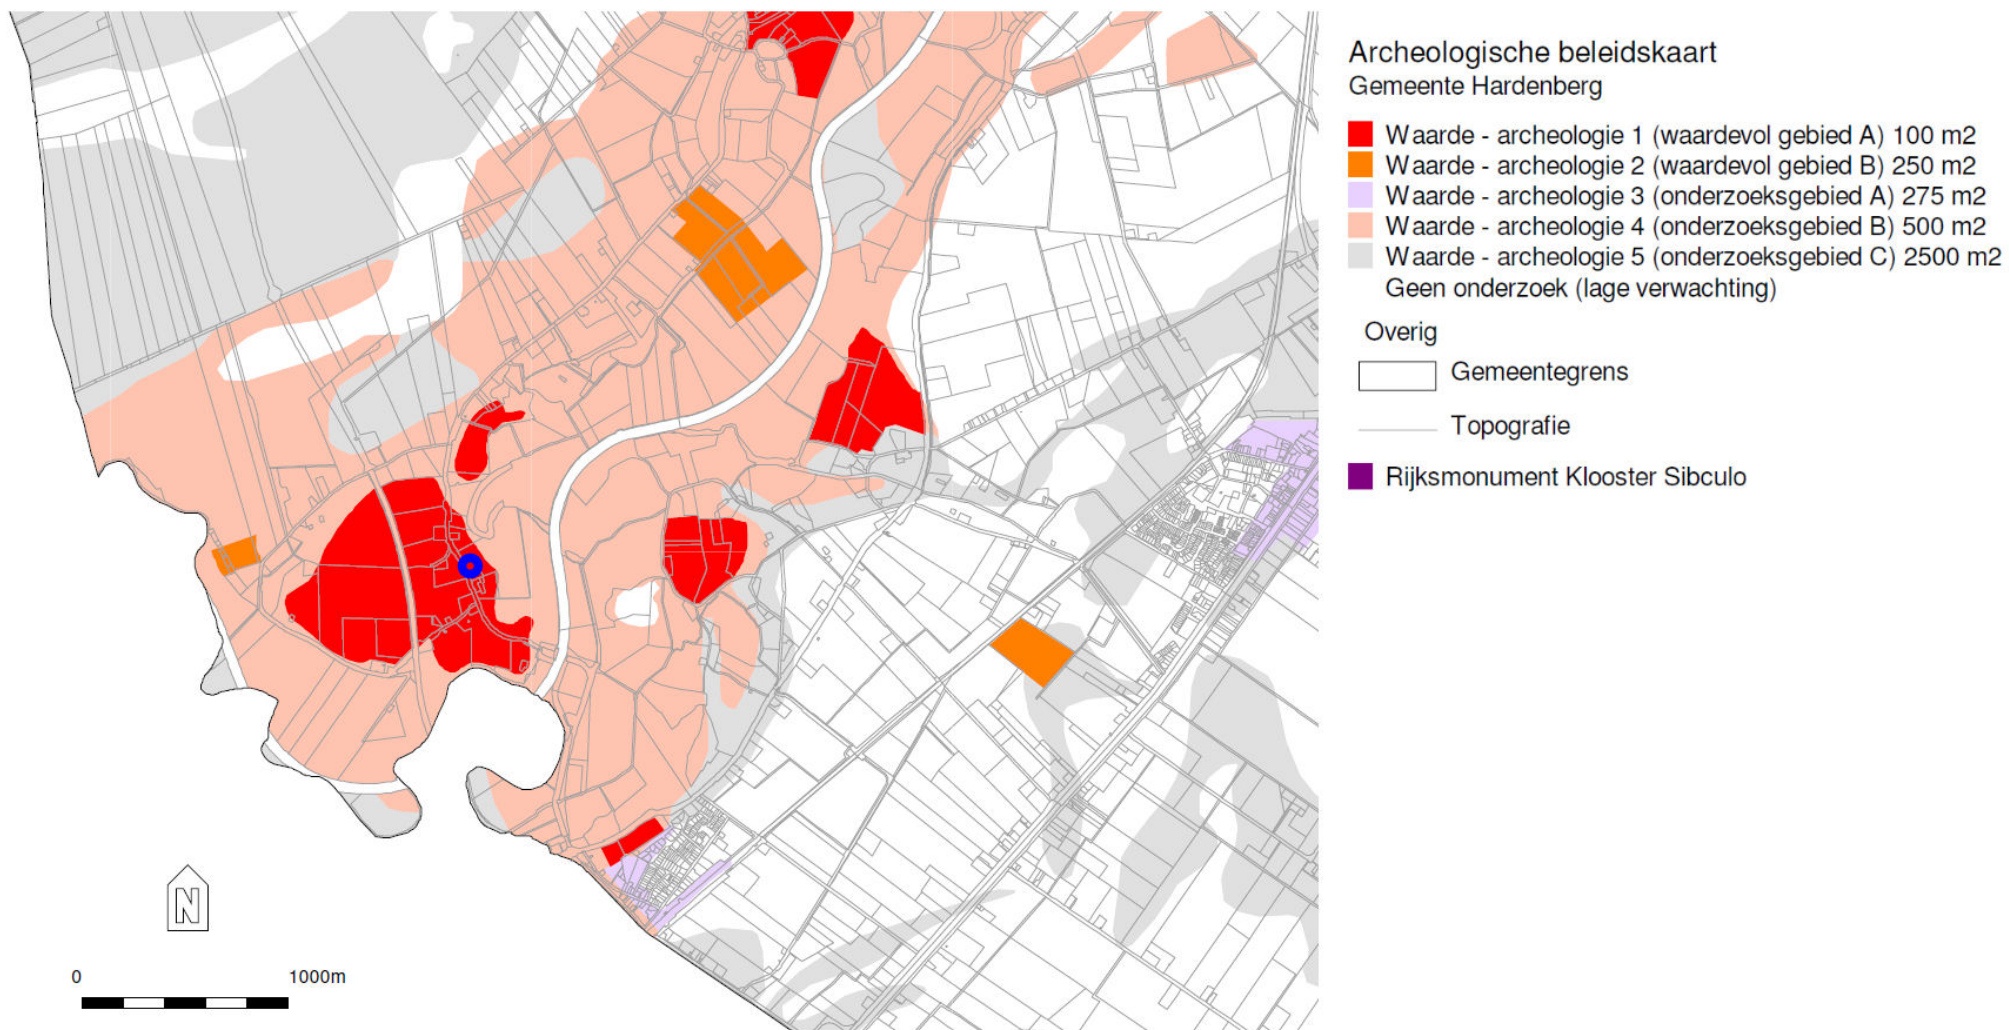 Archeologische beleidskaart
Gemeente Hardenberg
Waarde - archeologie 1 (waardevol gebied A) 100 m2
Waarde - archeologie 2 (waardevol gebied B) 250 m2
Waarde - archeologie 3 (onderzoeksgebied A) 275 m2
Waarde - archeologie 4 (onderzoeksgebied B) 500 m2
Waarde - archeologie 5 (onderzoeksgebied C) 2500 m2
Geen onderzoek (lage verwachting)
Overig
Gemeentegrens
Topografie
Rijksmonument Klooster Sibculo
N
0 1000m